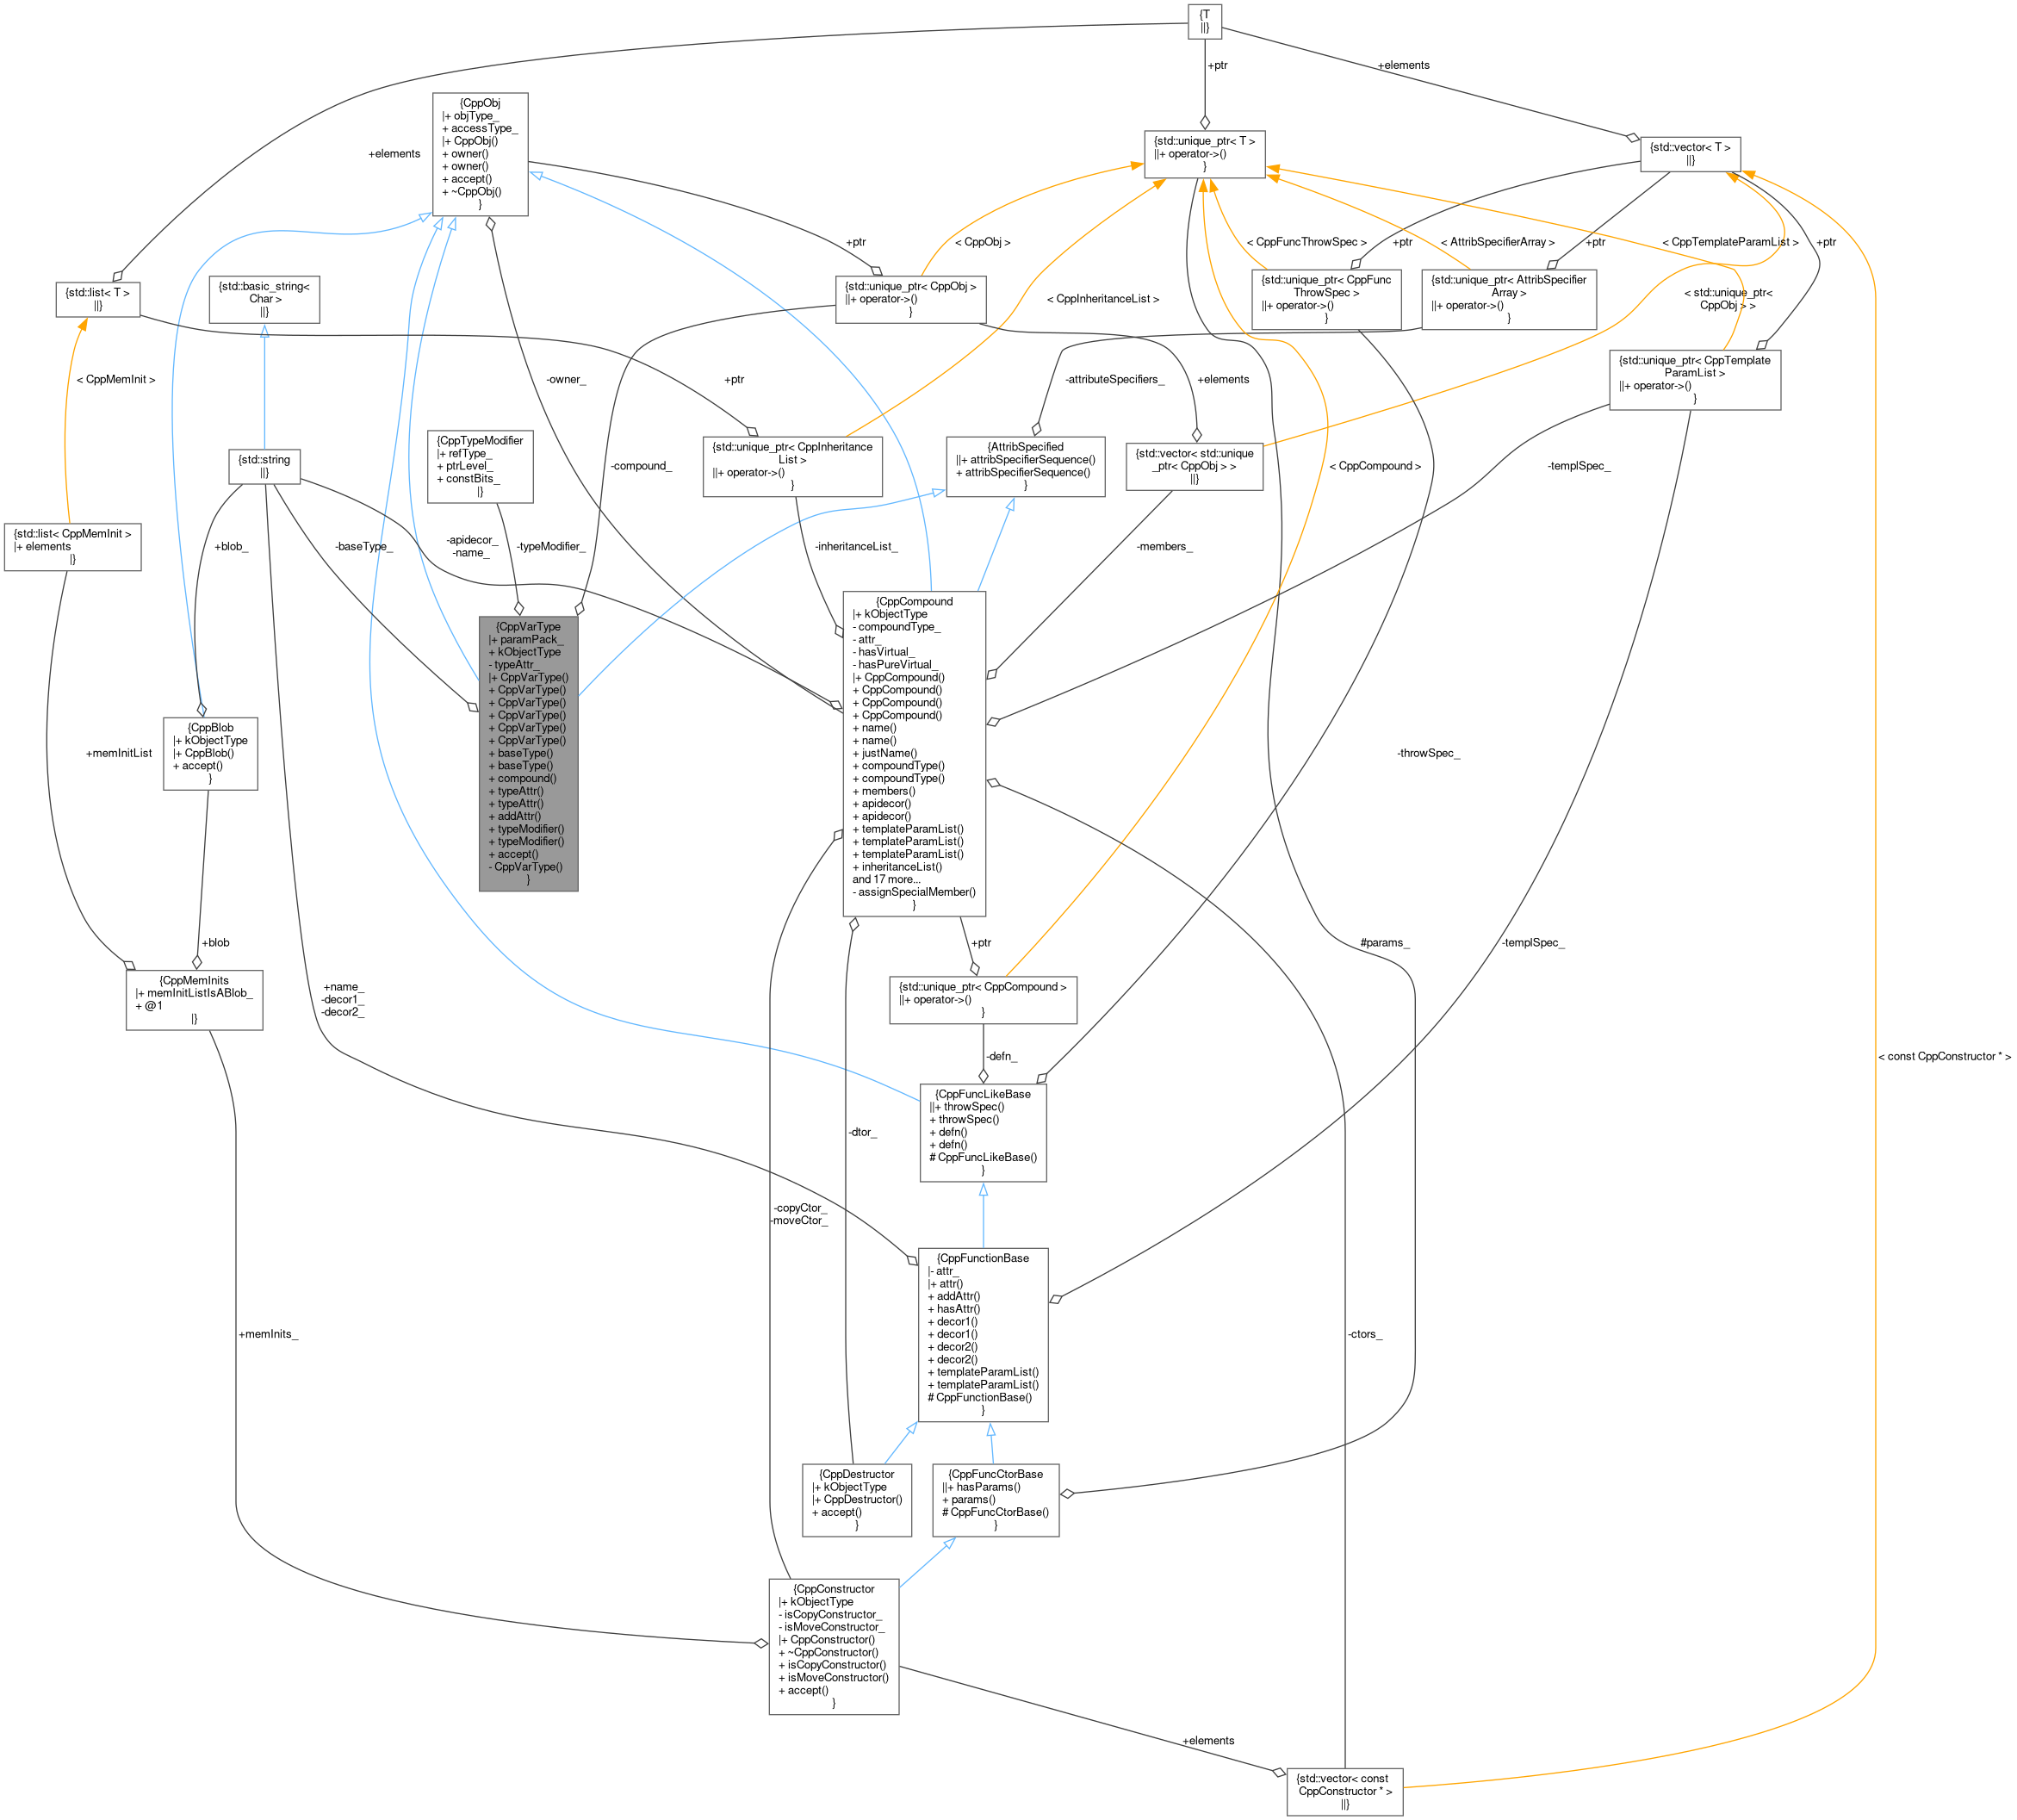 {T
||}
+ptr
+elements
+elements
{CppObj
|+ objType_
+ accessType_
|+ CppObj()
+ owner()
+ owner()
+ accept()
+ ~CppObj()
}
{std::unique_ptr< T >
||+ operator->()
}
{std::vector< T >
||}
+ptr
< CppObj >
< CppFuncThrowSpec >
+ptr
< AttribSpecifierArray >
+ptr
< CppTemplateParamList >
+ptr
{std::list< T >
||}
{std::basic_string<
Char >
||}
{std::unique_ptr< CppObj >
||+ operator->()
}
< CppInheritanceList >
{std::unique_ptr< CppFunc
ThrowSpec >
||+ operator->()
}
{std::unique_ptr< AttribSpecifier
Array >
||+ operator->()
}
< std::unique_ptr<
CppObj > >
{std::unique_ptr< CppTemplate
ParamList >
||+ operator->()
}
< CppMemInit >
-owner_
+ptr
-attributeSpecifiers_
+elements
{std::string
||}
{CppTypeModifier
|+ refType_
+ ptrLevel_
+ constBits_
|}
-compound_
{std::unique_ptr< CppInheritance
List >
||+ operator->()
}
{AttribSpecified
||+ attribSpecifierSequence()
+ attribSpecifierSequence()
}
{std::vector< std::unique
_ptr< CppObj > >
||}
< CppCompound >
-templSpec_
{std::list< CppMemInit >
|+ elements
|}
+blob_
-baseType_
-apidecor_
-name_
-typeModifier_
-inheritanceList_
-members_
{CppVarType
|+ paramPack_
+ kObjectType
- typeAttr_
|+ CppVarType()
+ CppVarType()
+ CppVarType()
+ CppVarType()
+ CppVarType()
+ CppVarType()
+ baseType()
+ baseType()
+ compound()
+ typeAttr()
+ typeAttr()
+ addAttr()
+ typeModifier()
+ typeModifier()
+ accept()
- CppVarType()
}
{CppCompound
|+ kObjectType
- compoundType_
- attr_
- hasVirtual_
- hasPureVirtual_
|+ CppCompound()
+ CppCompound()
+ CppCompound()
+ CppCompound()
+ name()
+ name()
+ justName()
+ compoundType()
+ compoundType()
+ members()
+ apidecor()
+ apidecor()
+ templateParamList()
+ templateParamList()
+ templateParamList()
+ inheritanceList()
and 17 more...
- assignSpecialMember()
}
+memInitList
{CppBlob
|+ kObjectType
|+ CppBlob()
+ accept()
}
-throwSpec_
+blob
+ptr
#params_
-templSpec_
{CppMemInits
|+ memInitListIsABlob_
+ @1
|}
+name_
-decor1_
-decor2_
{std::unique_ptr< CppCompound >
||+ operator->()
}
-defn_
< const CppConstructor * >
{CppFuncLikeBase
||+ throwSpec()
+ throwSpec()
+ defn()
+ defn()
# CppFuncLikeBase()
}
-dtor_
-copyCtor_
-moveCtor_
{CppFunctionBase
|- attr_
|+ attr()
+ addAttr()
+ hasAttr()
+ decor1()
+ decor1()
+ decor2()
+ decor2()
+ templateParamList()
+ templateParamList()
# CppFunctionBase()
}
+memInits_
-ctors_
{CppDestructor
|+ kObjectType
|+ CppDestructor()
+ accept()
}
{CppFuncCtorBase
||+ hasParams()
+ params()
# CppFuncCtorBase()
}
{CppConstructor
|+ kObjectType
- isCopyConstructor_
- isMoveConstructor_
|+ CppConstructor()
+ ~CppConstructor()
+ isCopyConstructor()
+ isMoveConstructor()
+ accept()
}
+elements
{std::vector< const
CppConstructor * >
||}